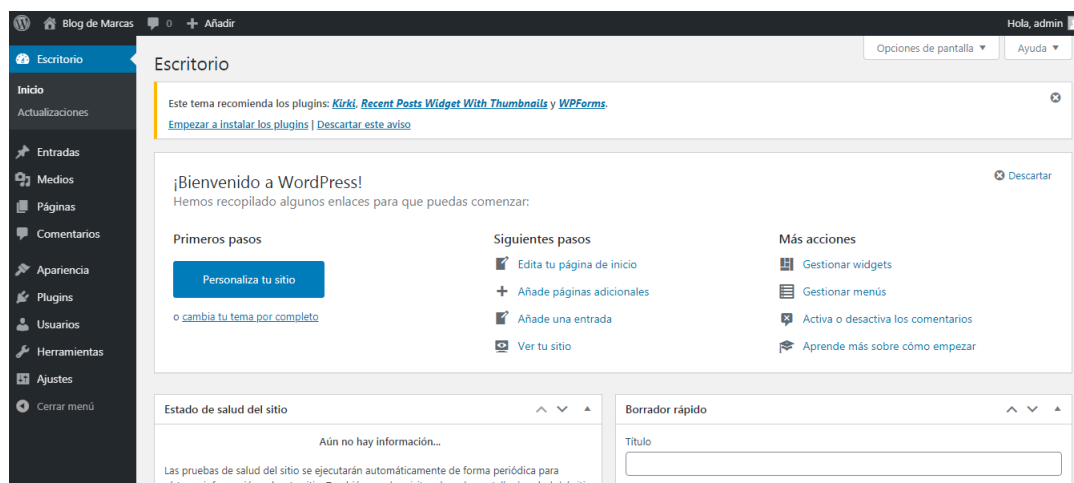 Blog de Marcas 0 + Añadir Hola, admin
Opciones de pantalla ▼ Ayuda ▼
Escritorio
Inicio
Actualizaciones
Entradas
Medios
Páginas
Comentarios
Apariencia
Plugins
Usuarios
Herramientas
Ajustes
Cerrar menú
Escritorio
Este tema recomienda los plugins: Kirki, Recent Posts Widget With Thumbnails y WPForms.
Empezar a instalar los plugins | Descartar este aviso
¡Bienvenido a WordPress!
Descartar
Hemos recopilado algunos enlaces para que puedas comenzar:
Primeros pasos
Personaliza tu sitio
o cambia tu tema por completo
Siguientes pasos
Edita tu página de inicio
Añade páginas adicionales
Añade una entrada
Ver tu sitio
Más acciones
Gestionar widgets
Gestionar menús
Activa o desactiva los comentarios
Aprende más sobre cómo empezar
Estado de salud del sitio
Aún no hay información...
Las pruebas de salud del sitio se ejecutarán automáticamente de forma periódica para
Borrador rápido
Título